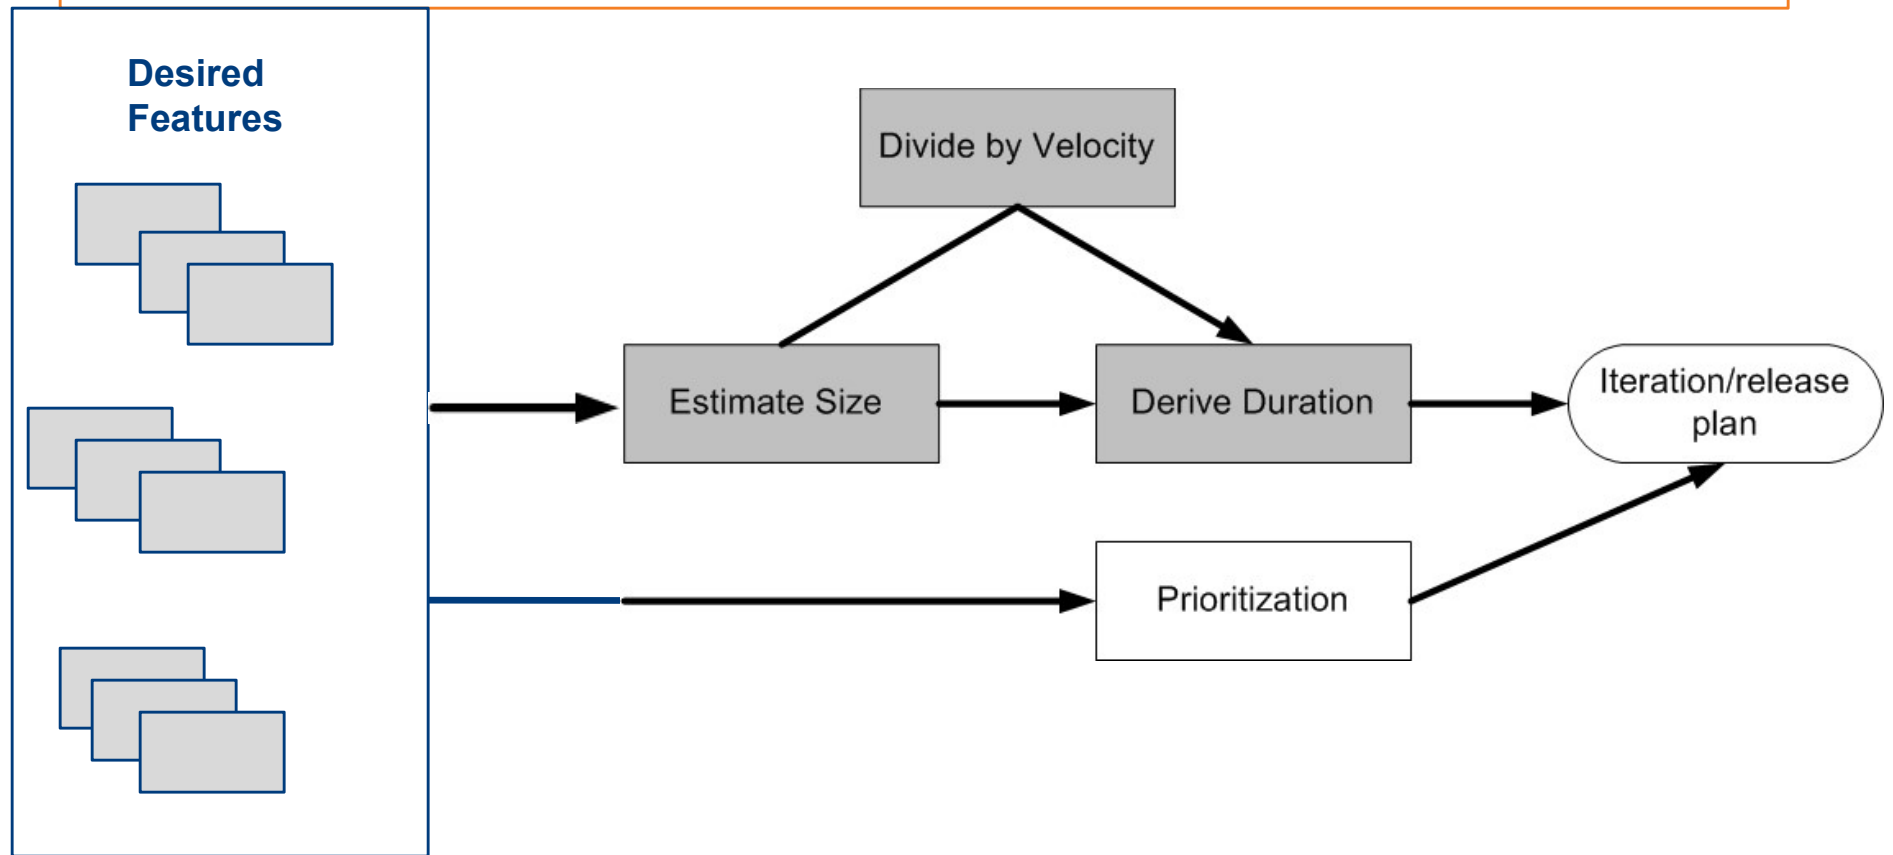 Desired
Features
Divide by Velocity
Estimate Size
Derive Duration
Iteration/release
plan
Prioritization